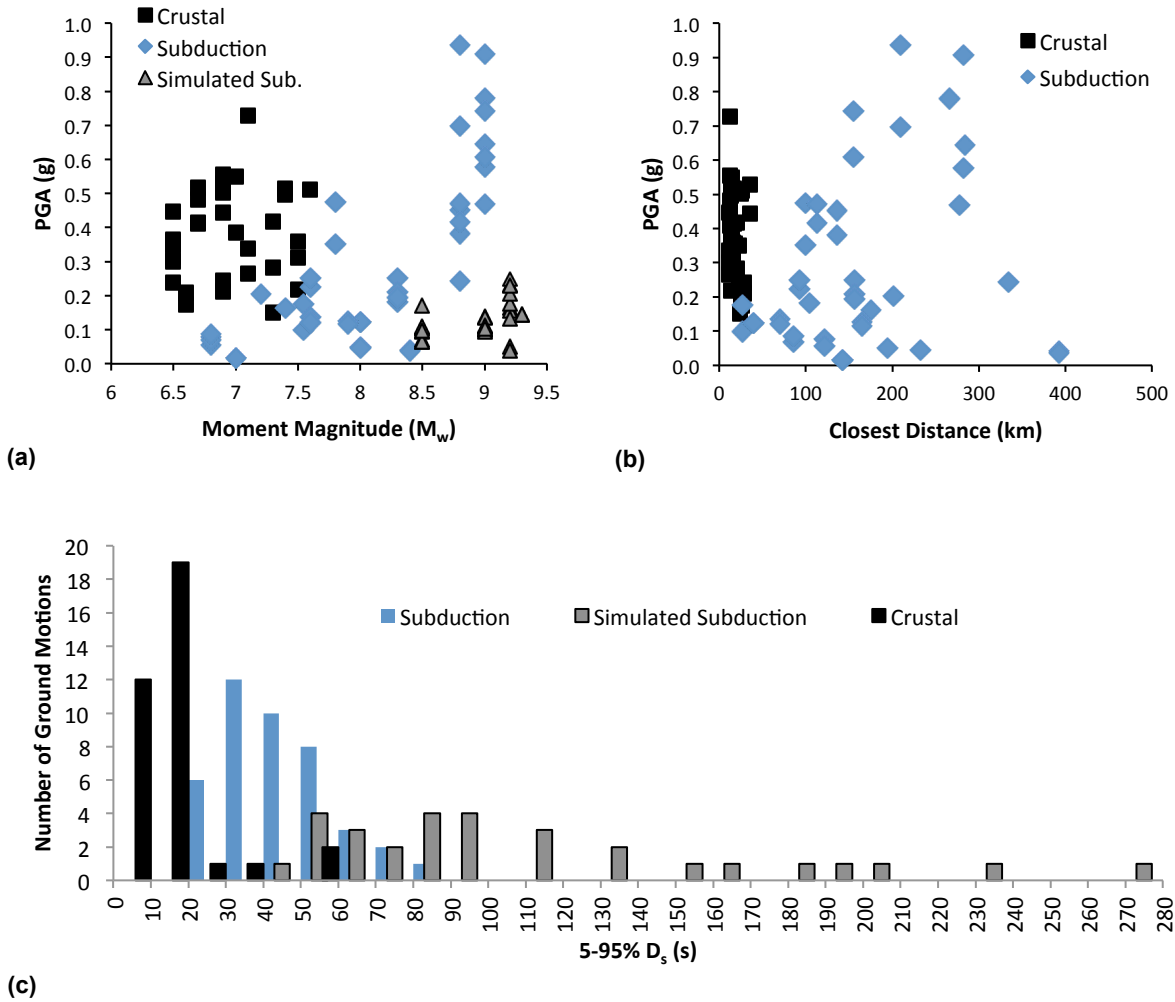 Crustal
Subduction
Simulated Sub.
1.0
0.9
0.8
0.7
0.6
0.5
0.4
0.3
0.2
0.1
0.0
PGA (g)
6 6.5 7 7.5 8 8.5 9 9.5
Moment Magnitude (Mw)
(a)
Crustal
Subduction
1.0
0.9
0.8
0.7
0.6
0.5
0.4
0.3
0.2
0.1
0.0
PGA (g)
0 100 200 300 400 500
Closest Distance (km)
(b)
20
18
16
14
12
10
8
6
4
2
0
Number of Ground Motions
Subduction Simulated Subduction Crustal
0 10 20 30 40 50 60 70 80 90 100 110 120 130 140 150 160 170 180 190 200 210 220 230 240 250 260 270 280
5-95% Ds (s)
(c)